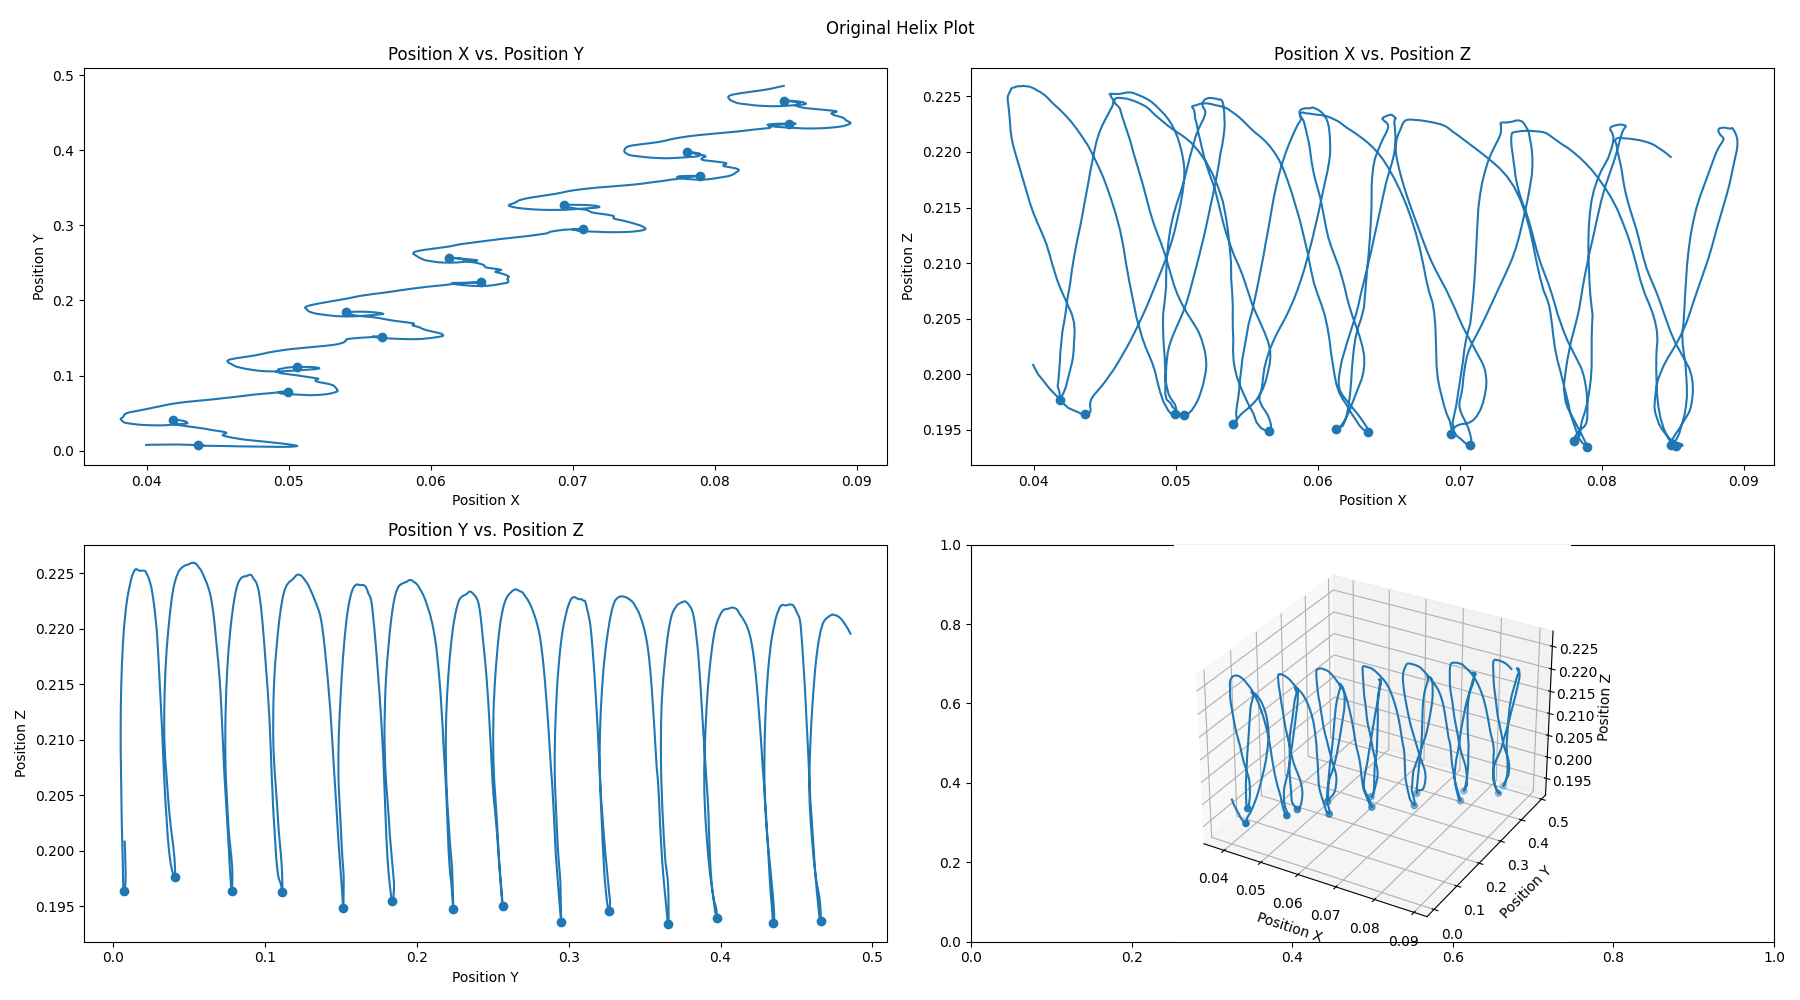 Original Helix Plot
Position X vs. Position Y
0.5
0.4
0.3
0.2
0.1
0.0
Position Y
0.04 0.05 0.06 0.07 0.08 0.09
Position X
Position X vs. Position Z
0.225
0.220
0.215
0.210
0.205
0.200
0.195
Position Z
0.04 0.05 0.06 0.07 0.08 0.09
Position X
Position Y vs. Position Z
0.225
0.220
0.215
0.210
0.205
0.200
0.195
Position Z
0.0 0.1 0.2 0.3 0.4 0.5
Position Y
1.0
0.8
0.6
0.4
0.2
0.0
0.0 0.2 0.4 0.6 0.8 1.0
0.225
0.220
0.215
0.210
0.205
0.200
0.195
Position Z
0.5
0.4
0.3
0.2
0.1
0.0
Position Y
0.04
0.05
0.06
0.07
0.08
0.09
Position X